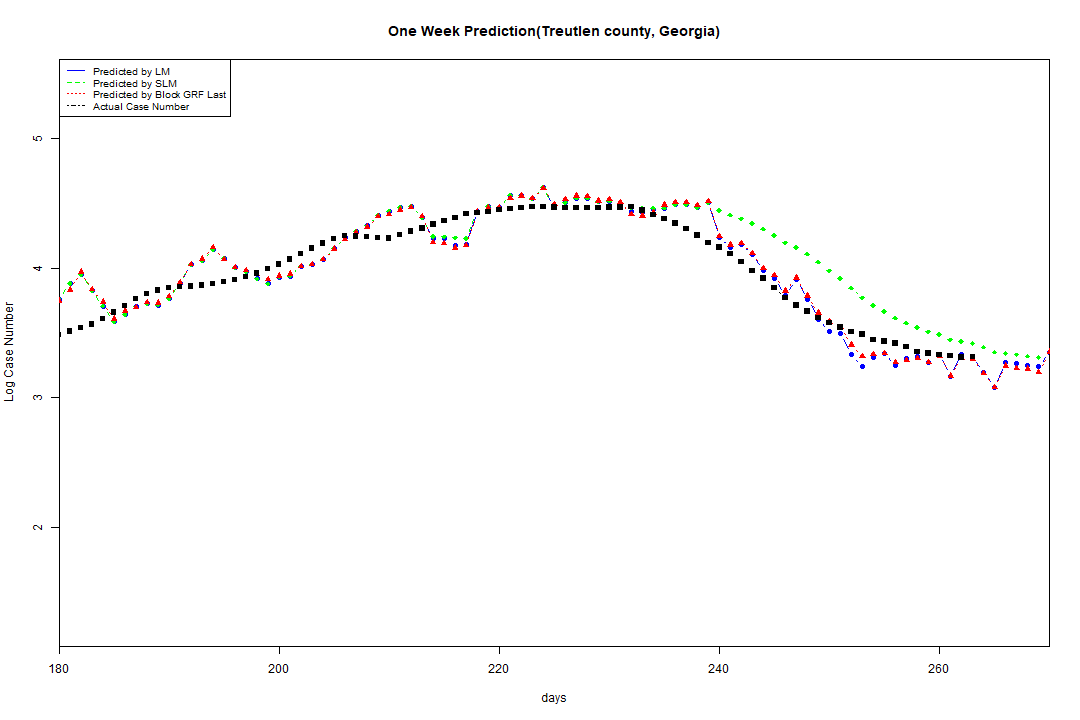 One Week Prediction(Treutlen county, Georgia)
Predicted by LM
Predicted by SLM
Predicted by Block GRF Last
Actual Case Number
5
4
3
2
Log Case Number
180 200 220 240 260
days